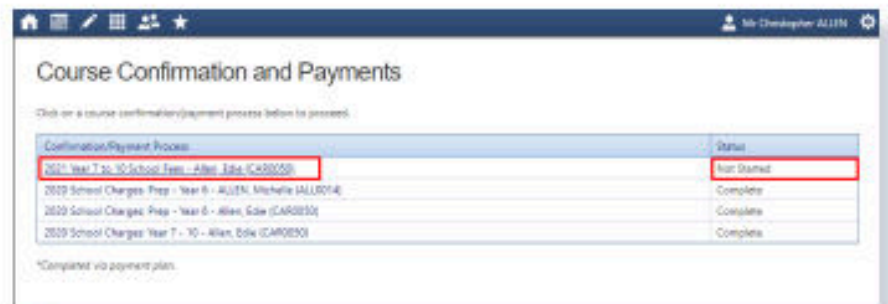 Mr Christopher ALLEN
Course Confirmation and Payments
Click on a course confirmation/payment process below to proceed.
Confirmation/Payment Process Status
2021 Year 7 to 10 School Fees - Allen, Edie (CAR0050) Not Started
2020 School Charges: Prep - Year 6 - ALLEN, Michelle (ALL0014) Complete
2020 School Charges: Prep - Year 6 - Allen, Edie (CAR0050) Complete
2020 School Charges: Year 7 - 10 - Allen, Edie (CAR0050) Complete
*Completed via payment plan.